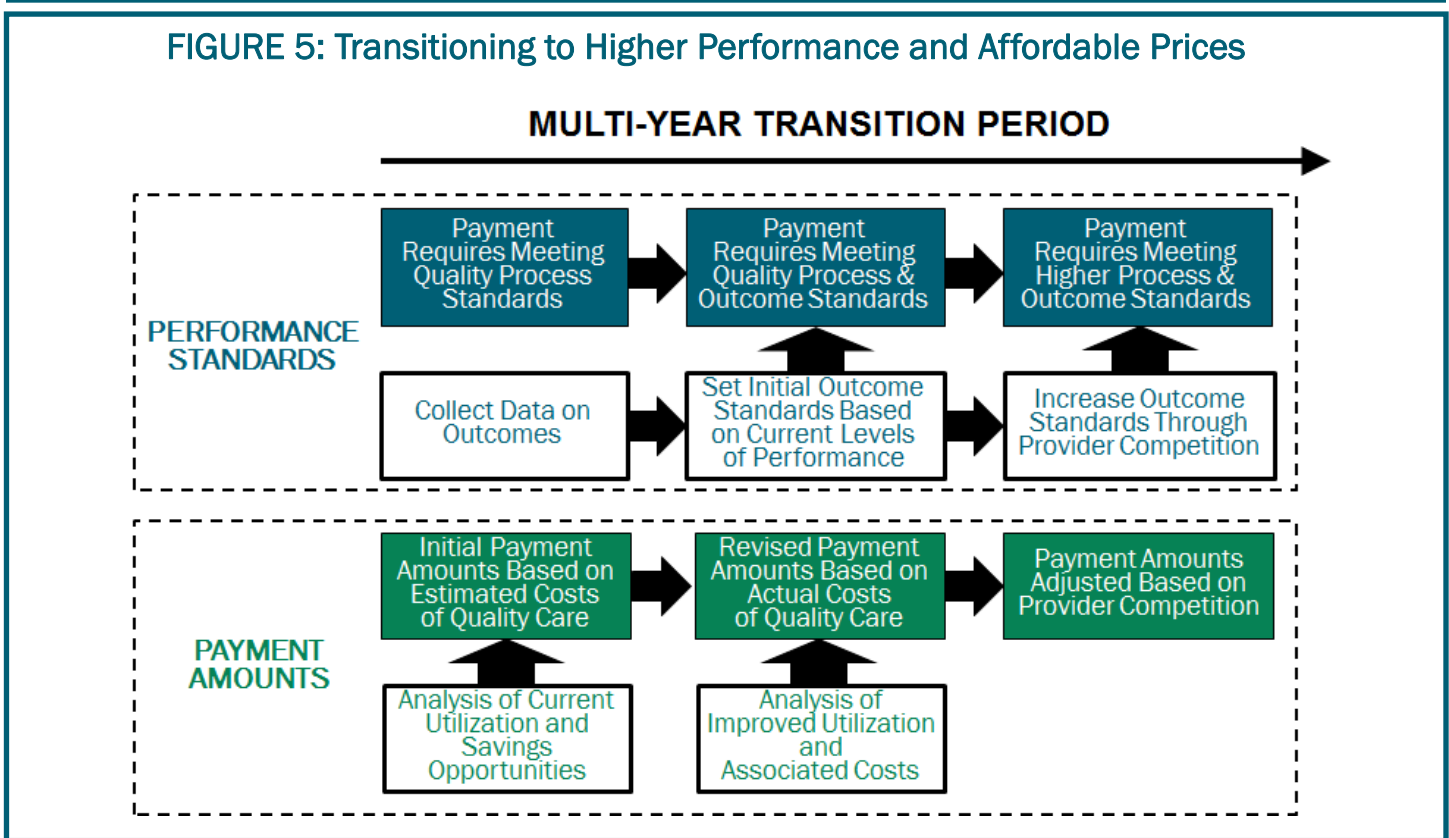 FIGURE 5: Transitioning to Higher Performance and Affordable Prices
MULTI-YEAR TRANSITION PERIOD
PERFORMANCE
STANDARDS
Payment
Requires Meeting
Quality Process
Standards
Payment
Requires Meeting
Quality Process &
Outcome Standards
Payment
Requires Meeting
Higher Process &
Outcome Standards
Collect Data on
Outcomes
Set Initial Outcome
Standards Based
on Current Levels
of Performance
Increase Outcome
Standards Through
Provider Competition
PAYMENT
AMOUNTS
Initial Payment
Amounts Based on
Estimated Costs
of Quality Care
Revised Payment
Amounts Based on
Actual Costs
of Quality Care
Payment Amounts
Adjusted Based on
Provider Competition
Analysis of Current
Utilization and
Savings
Opportunities
Analysis of
Improved Utilization
and
Associated Costs